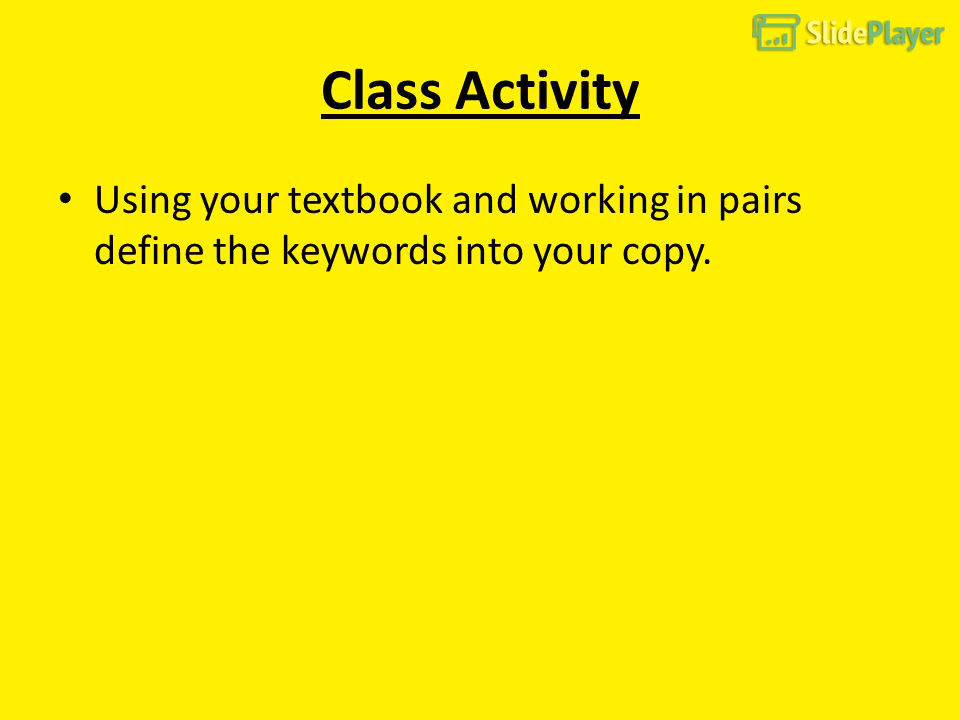 SlidePlayer
Class Activity
• Using your textbook and working in pairs
define the keywords into your copy.